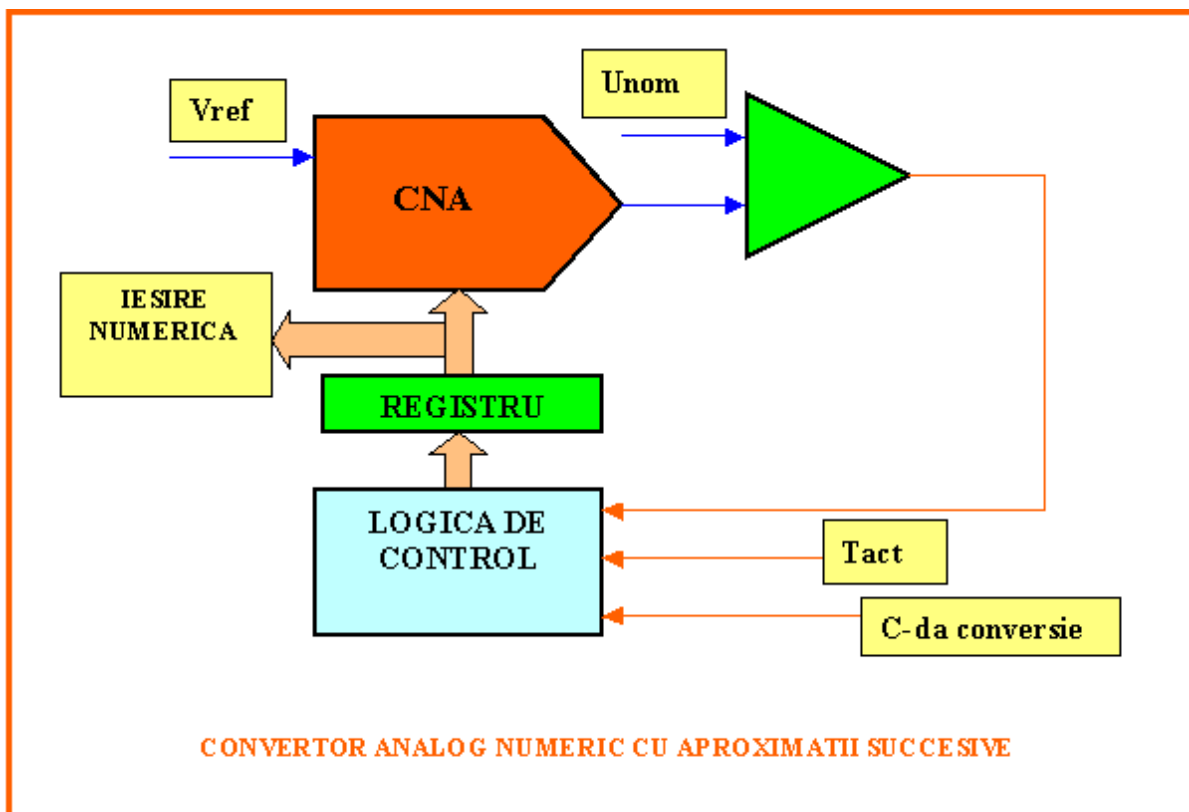 Vref
Unom
CNA
IESIRE
NUMERICA
REGISTRU
LOGICA DE
CONTROL
Tact
C-da conversie
CONVERTOR ANALOG NUMERIC CU APROXIMATII SUCCESIVE